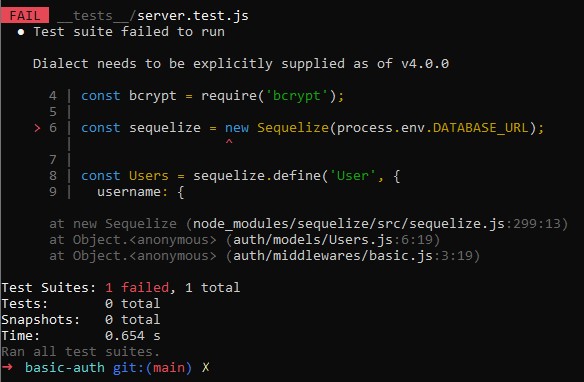 FAIL __tests__/server.test.js
● Test suite failed to run
Dialect needs to be explicitly supplied as of v4.0.0
4 | const bcrypt = require('bcrypt');
5 |
> 6 | const sequelize = new Sequelize(process.env.DATABASE_URL);
| ^
7 |
8 | const Users = sequelize.define('User', {
9 | username: {
at new Sequelize (node_modules/sequelize/src/sequelize.js:299:13)
at Object.<anonymous> (auth/models/Users.js:6:19)
at Object.<anonymous> (auth/middlewares/basic.js:3:19)
Test Suites: 1 failed, 1 total
Tests: 0 total
Snapshots: 0 total
Time: 0.654 s
Ran all test suites.
→ basic-auth git:(main) ✗